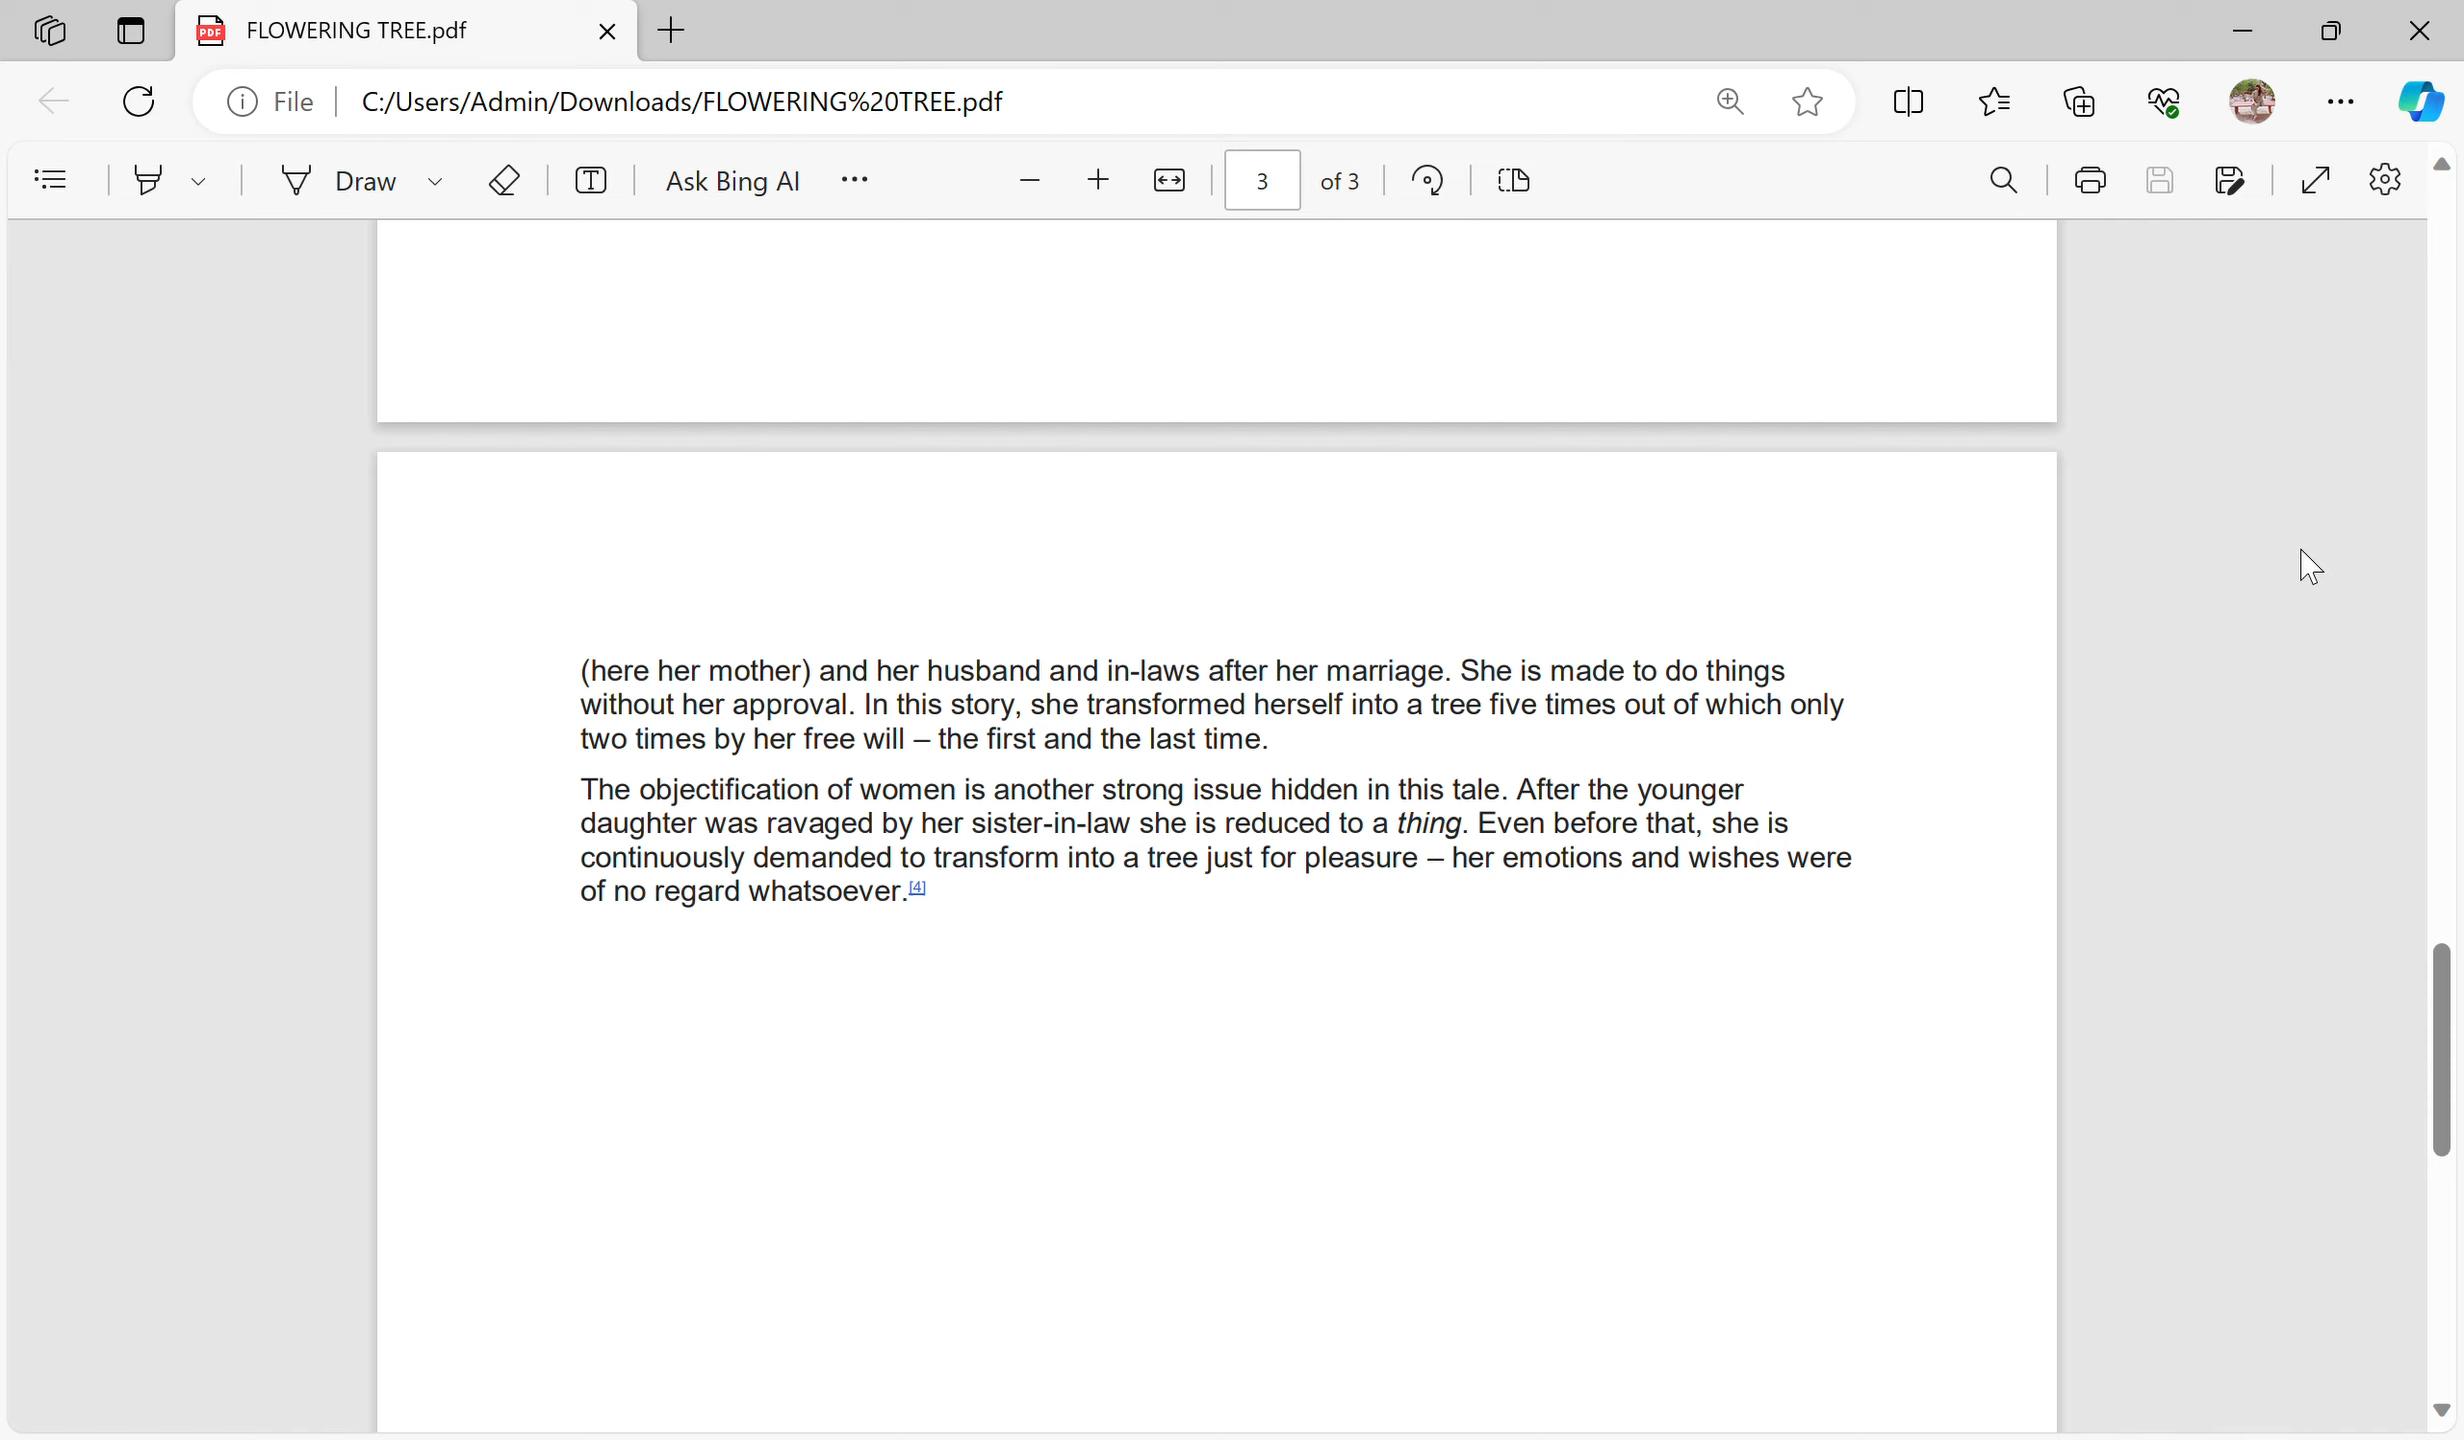 FLOWERING TREE.pdf
File C:/Users/Admin/Downloads/FLOWERING%20TREE.pdf
Draw T Ask Bing AI 3 of 3
(here her mother) and her husband and in-laws after her marriage. She is made to do things
without her approval. In this story, she transformed herself into a tree five times out of which only
two times by her free will – the first and the last time.
The objectification of women is another strong issue hidden in this tale. After the younger
daughter was ravaged by her sister-in-law she is reduced to a thing. Even before that, she is
continuously demanded to transform into a tree just for pleasure – her emotions and wishes were
of no regard whatsoever.[4]